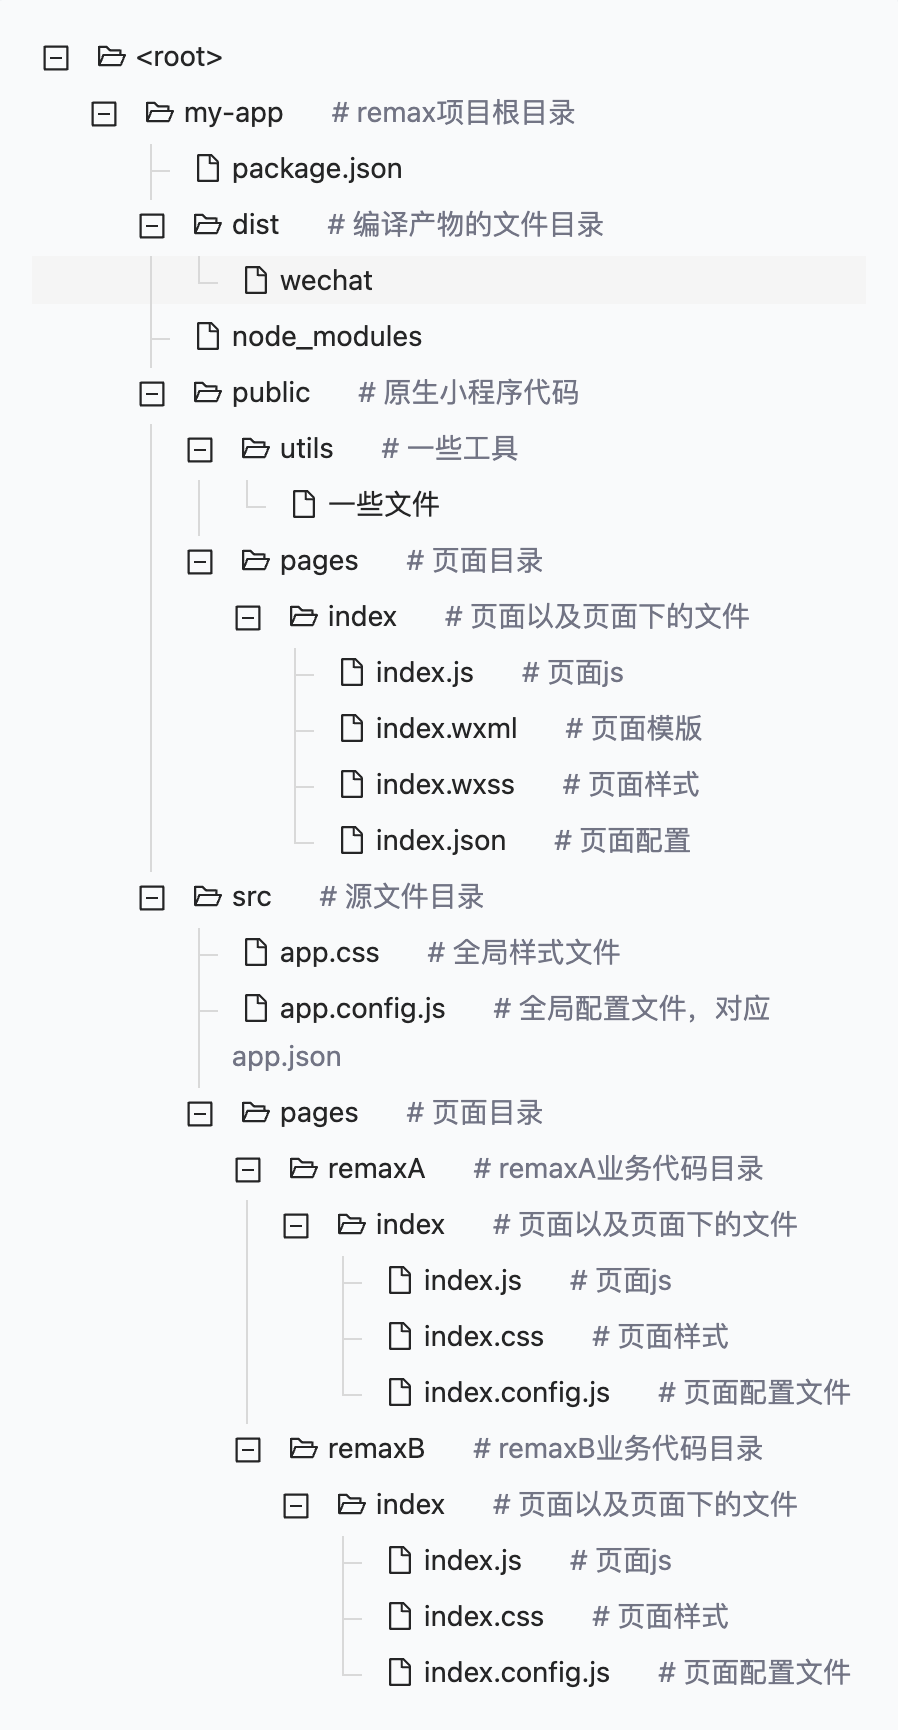 <root>
my-app # remax项目根目录
package.json
dist # 编译产物的文件目录
wechat
node_modules
public # 原生小程序代码
utils # 一些工具
一些文件
pages # 页面目录
index # 页面以及页面下的文件
index.js # 页面js
index.wxml # 页面模版
index.wxss # 页面样式
index.json # 页面配置
src # 源文件目录
app.css # 全局样式文件
app.config.js # 全局配置文件，对应
app.json
pages # 页面目录
remaxA # remaxA业务代码目录
index # 页面以及页面下的文件
index.js # 页面js
index.css # 页面样式
index.config.js # 页面配置文件
remaxB # remaxB业务代码目录
index # 页面以及页面下的文件
index.js # 页面js
index.css # 页面样式
index.config.js # 页面配置文件